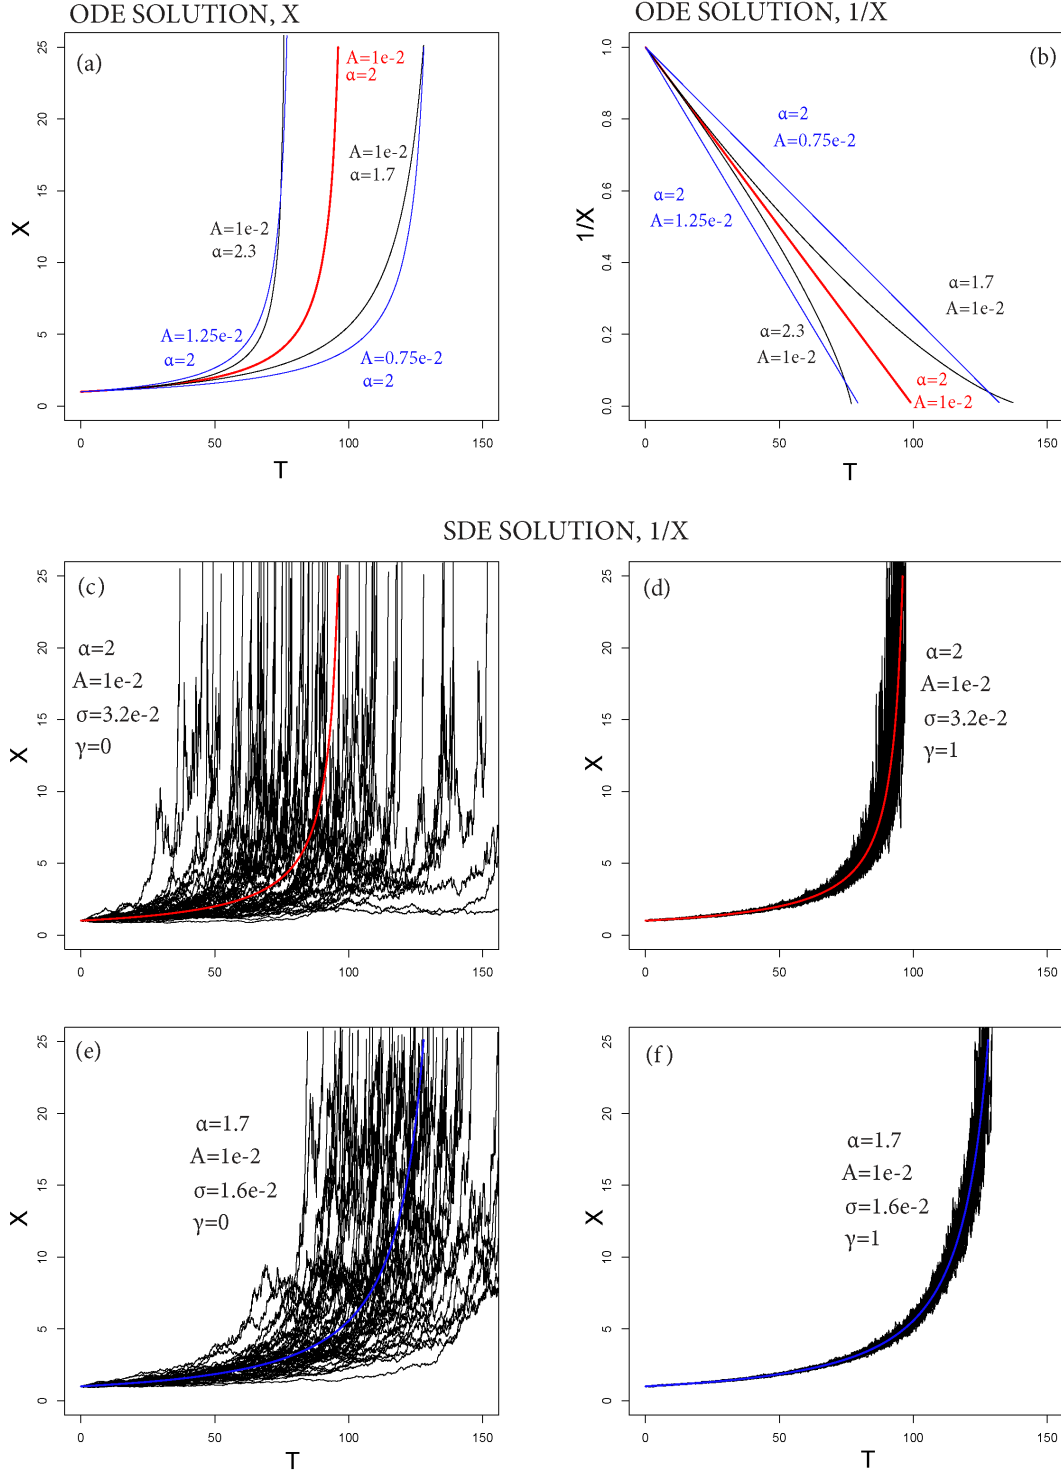 ODE SOLUTION, X
ODE SOLUTION, 1/X
(a)
A=1e-2
α=2
A=1e-2
α=1.7
A=1e-2
α=2.3
A=1.25e-2
α=2
A=0.75e-2
α=2
25
20
15
10
5
0
X
0
50
100
150
T
(b)
α=2
A=0.75e-2
α=2
A=1.25e-2
α=1.7
A=1e-2
α=2.3
A=1e-2
α=2
A=1e-2
1.0
0.8
0.6
0.4
0.2
0.0
1/X
0
50
100
150
T
SDE SOLUTION, 1/X
(c)
α=2
A=1e-2
σ=3.2e-2
γ=0
25
20
15
10
5
0
X
0
50
100
150
(d)
α=2
A=1e-2
σ=3.2e-2
γ=1
25
20
15
10
5
0
X
0
50
100
150
(e)
α=1.7
A=1e-2
σ=1.6e-2
γ=0
25
20
15
10
5
0
X
0
50
100
150
T
(f)
α=1.7
A=1e-2
σ=1.6e-2
γ=1
25
20
15
10
5
0
X
0
50
100
150
T